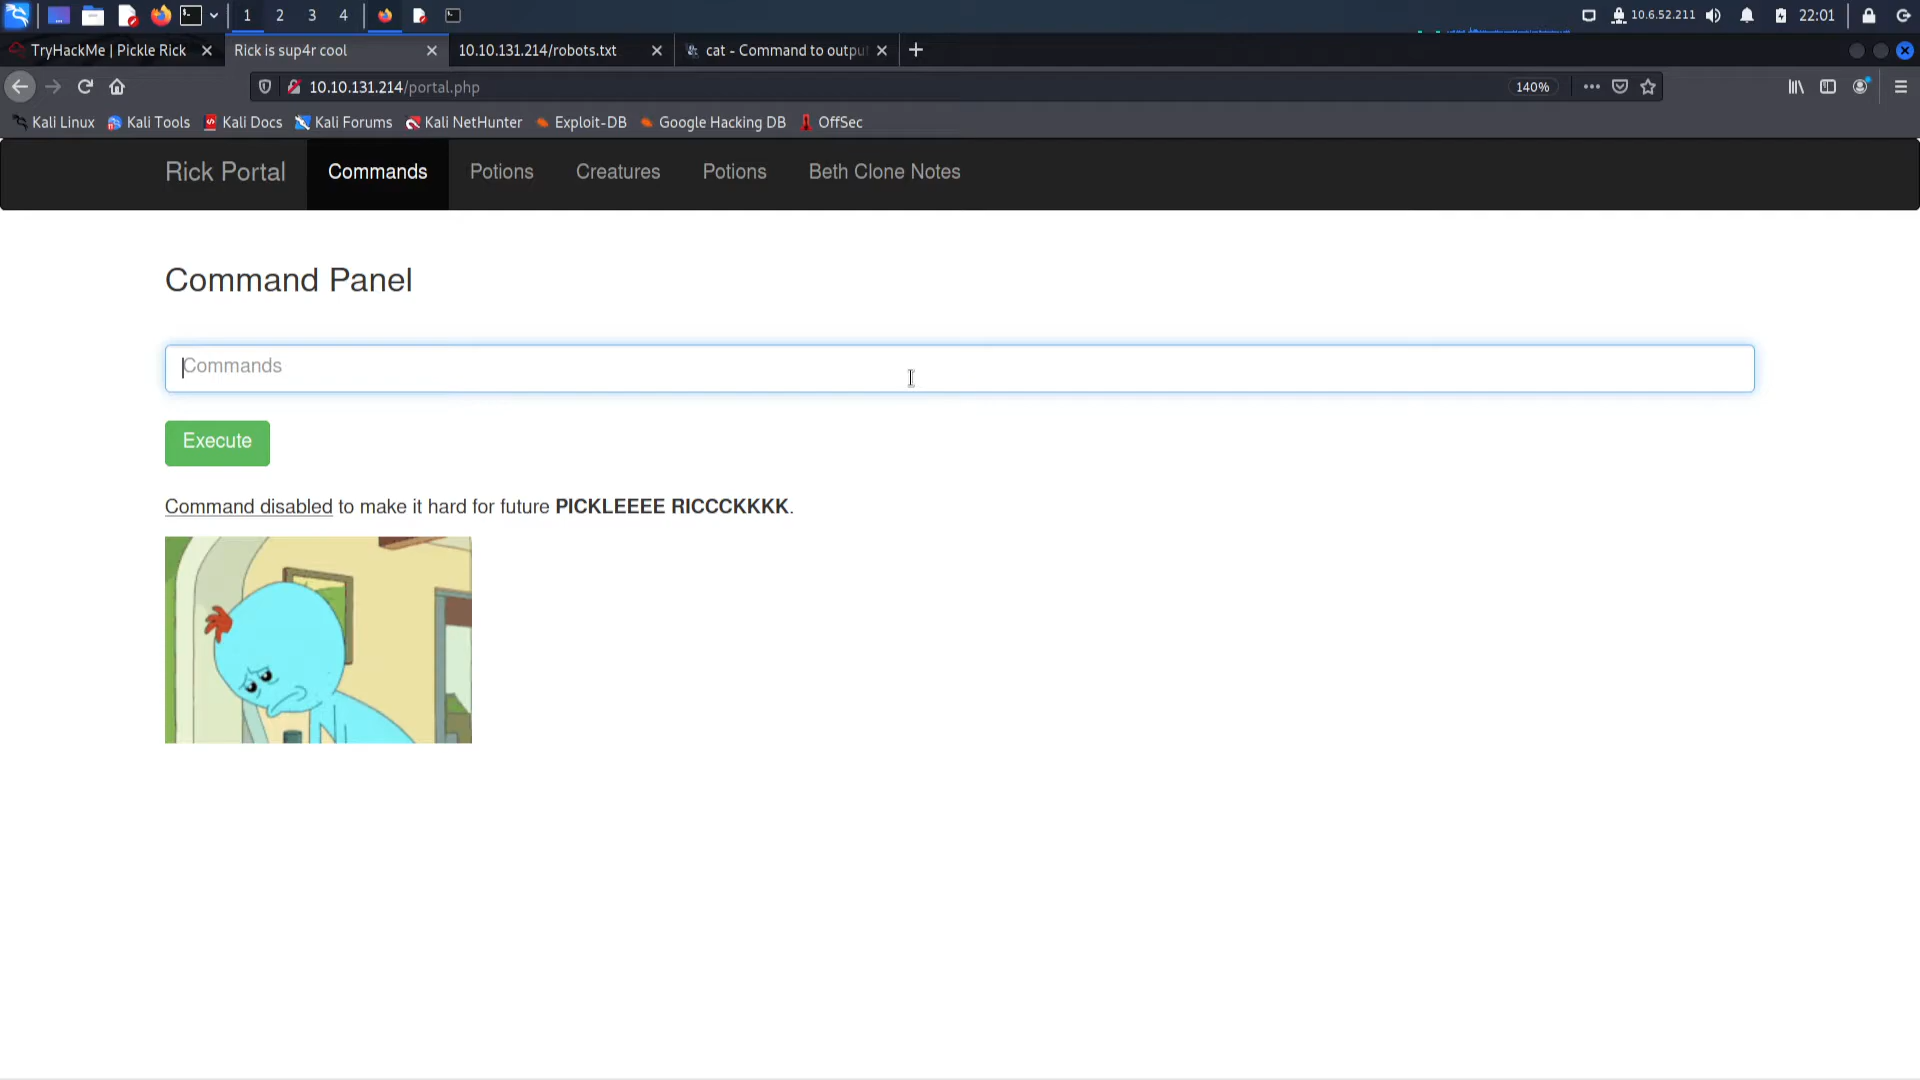 1 2 3 4 10.6.52.211 22:01
TryHackMe | Pickle Rick Rick is sup4r cool 10.10.131.214/robots.txt cat - Command to outpu
10.10.131.214/portal.php 140%
Kali Linux Kali Tools Kali Docs Kali Forums Kali NetHunter Exploit-DB Google Hacking DB OffSec
Rick Portal Commands Potions Creatures Potions Beth Clone Notes
Command Panel
Commands
Execute
Command disabled to make it hard for future PICKLEEEE RICCCKKKK.